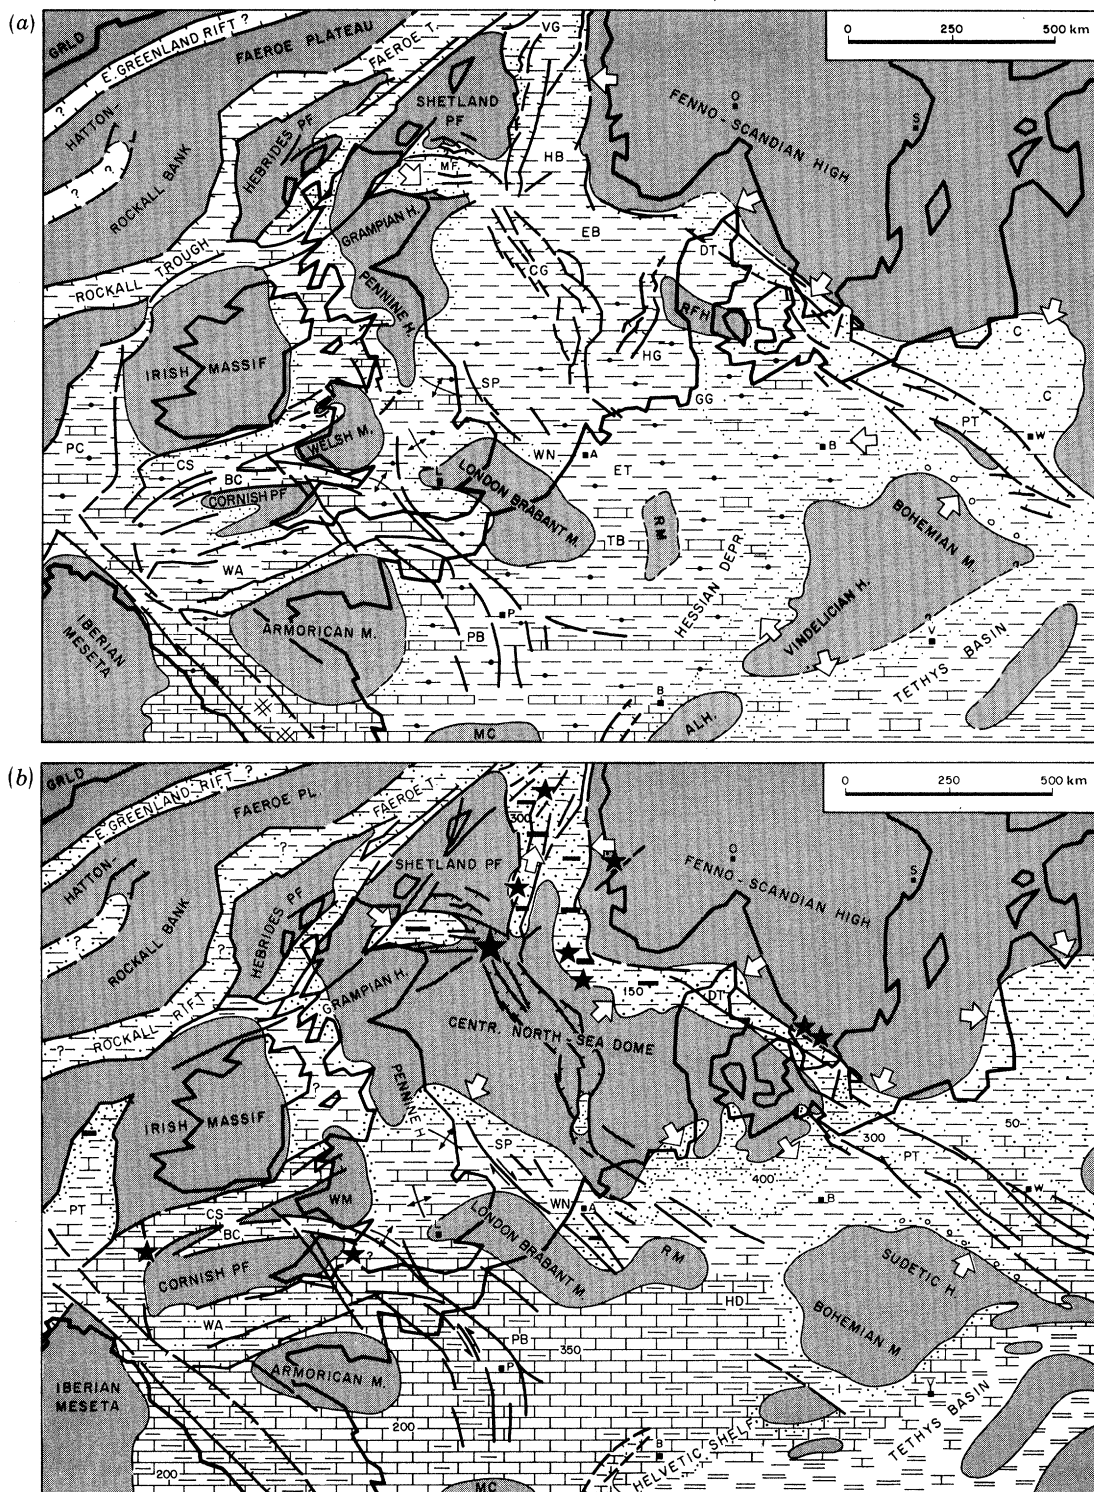 (a)
GRLD
E. GREENLAND RIFT ?
FAEROE PLATEAU
FAEROE T.
VG
0 250 500 km
HATTON-
ROCKALL BANK
HEBRIDES PF
SHETLAND
PF
MF
HB
FENNO-SCANDIAN HIGH
O
S
?
?
?
?
ROCKALL TROUGH
GRAMPIAN H.
EB
CG
DT
PENNINE H.
RFH
HG
IRISH MASSIF
SP
GG
C
C
PT
W
PC
CS
WELSH M.
BC
CORNISH PF
L
LONDON BRABANT M.
WN
A
ET
B
RM
TB
BOHEMIAN M.
?
WA
ARMORICAN M.
PB
P
HESSIAN DEPR.
VINDELICIAN H.
?
V
TETHYS BASIN
IBERIAN
MESETA
MC
B
ALH.
(b)
GRLD
E. GREENLAND RIFT ?
FAEROE PL
FAEROE T.
300
0 250 500 km
HATTON-
ROCKALL BANK
HEBRIDES PF
SHETLAND PF
FENNO-SCANDIAN HIGH
O
S
?
?
?
?
ROCKALL RIFT
GRAMPIAN H.
150
DT
CENTR. NORTH-SEA DOME
PENNINE H.
?
IRISH MASSIF
SP
300
50
PT
400
B
W
PT
CS
WM
BC
?
CORNISH PF
L
LONDON BRABANT M.
WN
A
RM
HD
SUDETIC H.
BOHEMIAN M
WA
ARMORICAN M.
PB
P
350
V
TETHYS BASIN
IBERIAN
MESETA
200
200
HELVETIC SHELF
B
MC